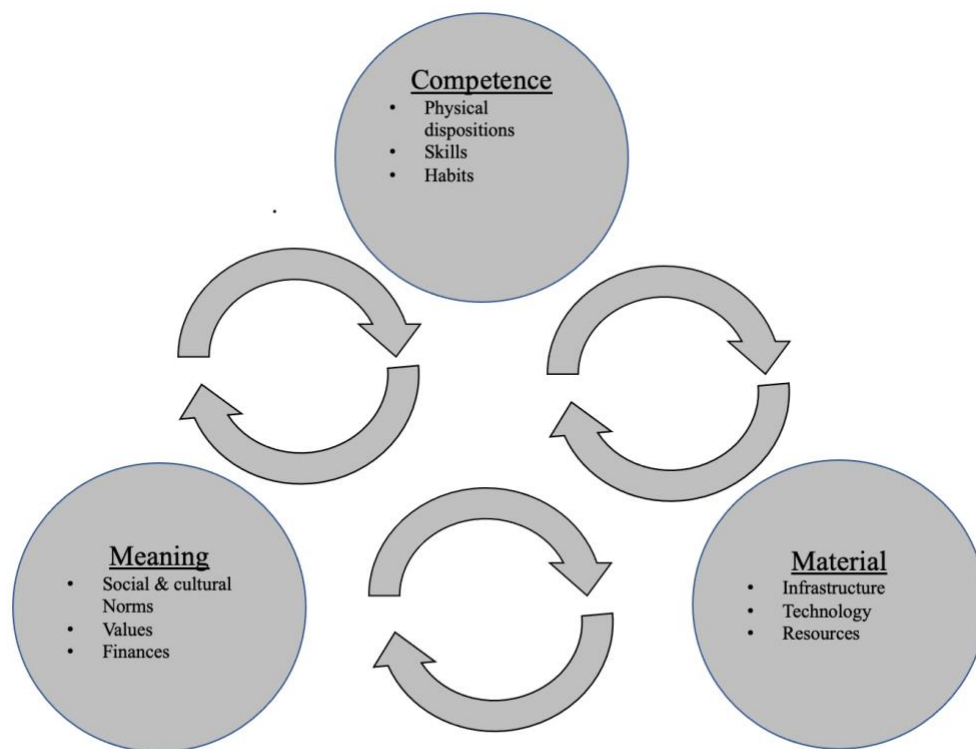 Competence
• Physical
dispositions
• Skills
• Habits
Meaning
• Social & cultural
Norms
• Values
• Finances
Material
• Infrastructure
• Technology
• Resources